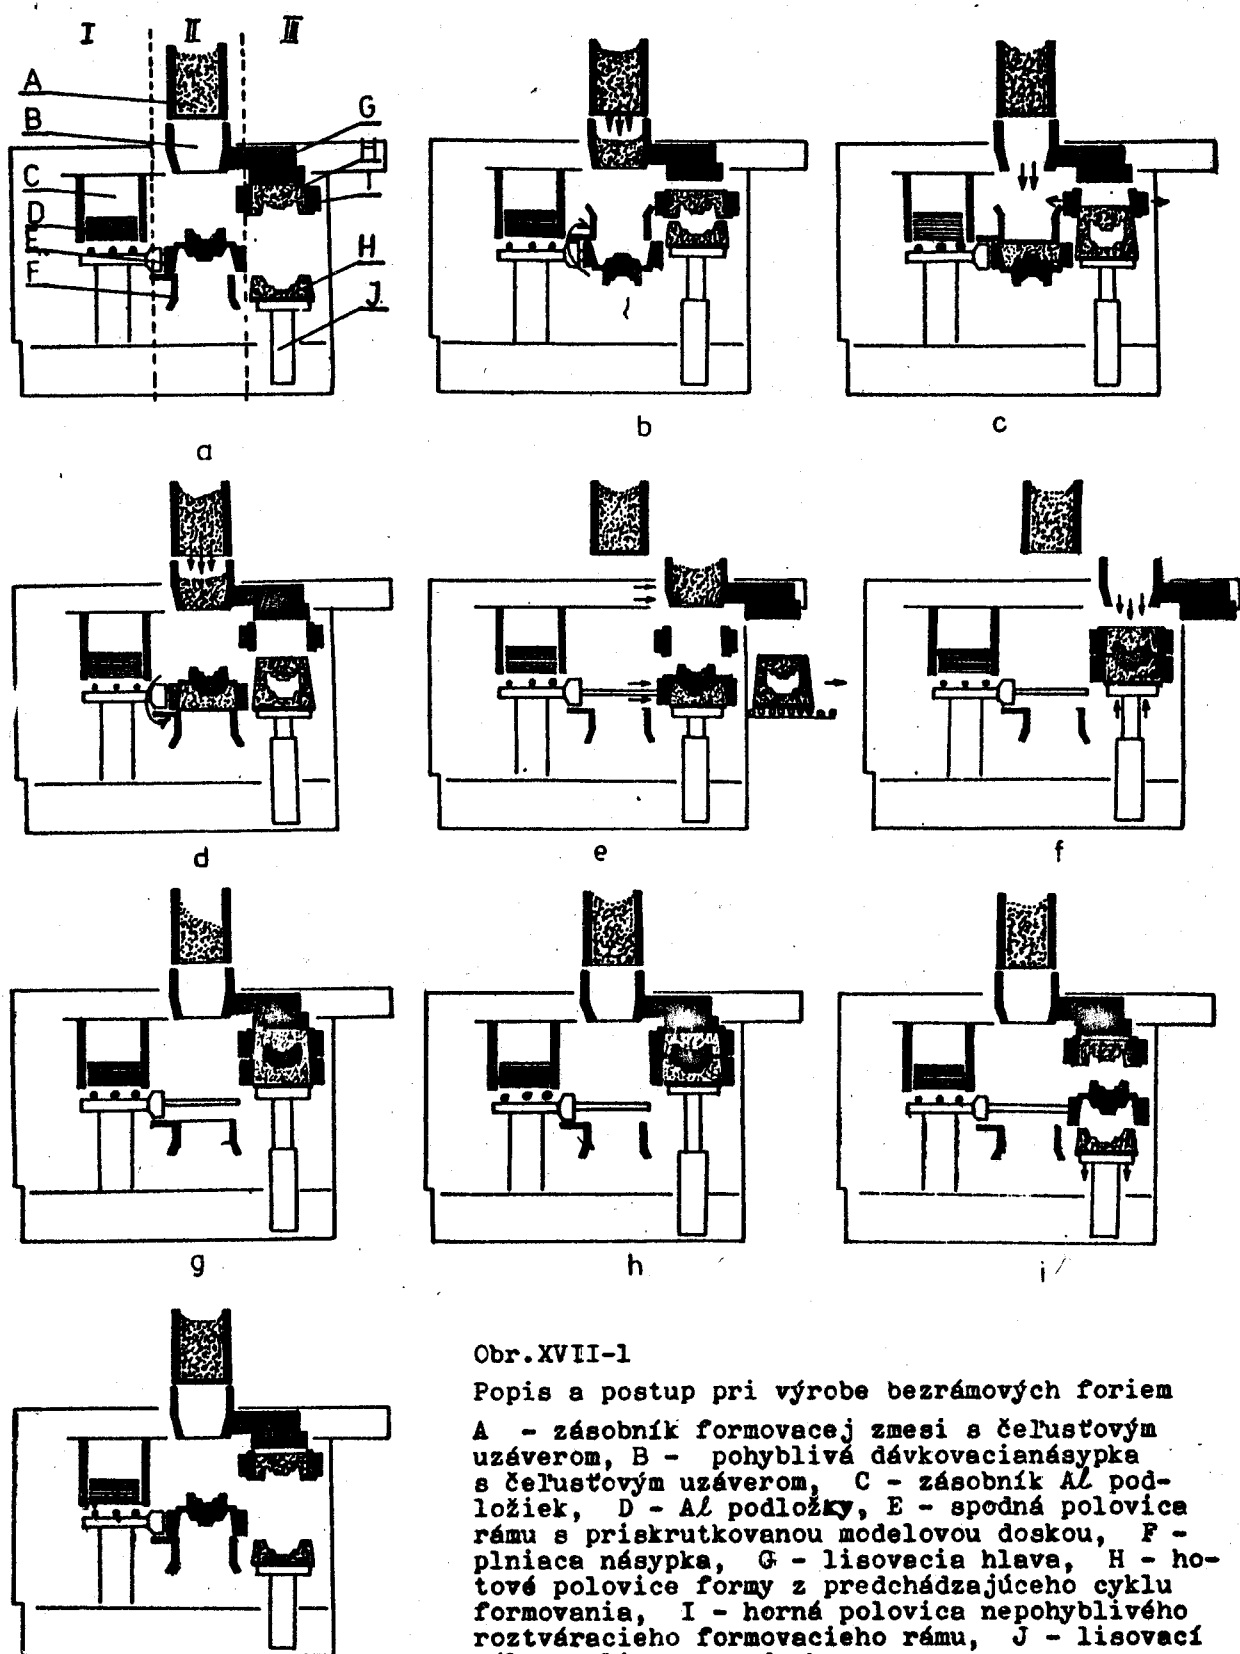 I II III
A
B
C
D
E
F
G
H
I
H
J
a
b
c
d
e
f
g
h
i
Obr.XVII-1
Popis a postup pri výrobe bezrámových foriem
A - zásobník formovacej zmesi s čeľusťovým
uzáverom, B - pohyblivá dávkovacianásypka
s čeľusťovým uzáverom, C - zásobník Al pod-
ložiek, D - Al podložky, E - spodná polovica
rámu s priskrutkovanou modelovou doskou, F -
plniaca násypka, G - lisovacia hlava, H - ho-
tové polovice formy z predchádzajúceho cyklu
formovania, I - horná polovica nepohyblivého
roztváracieho formovacieho rámu, J - lisovací